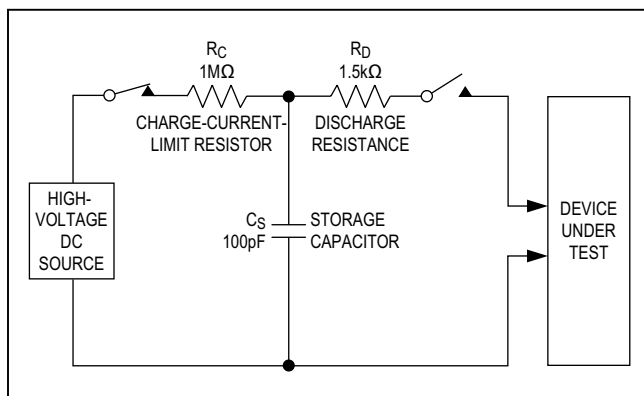 RC
1MΩ
CHARGE-CURRENT-
LIMIT RESISTOR
RD
1.5kΩ
DISCHARGE
RESISTANCE
HIGH-
VOLTAGE
DC
SOURCE
CS
100pF
STORAGE
CAPACITOR
DEVICE
UNDER
TEST